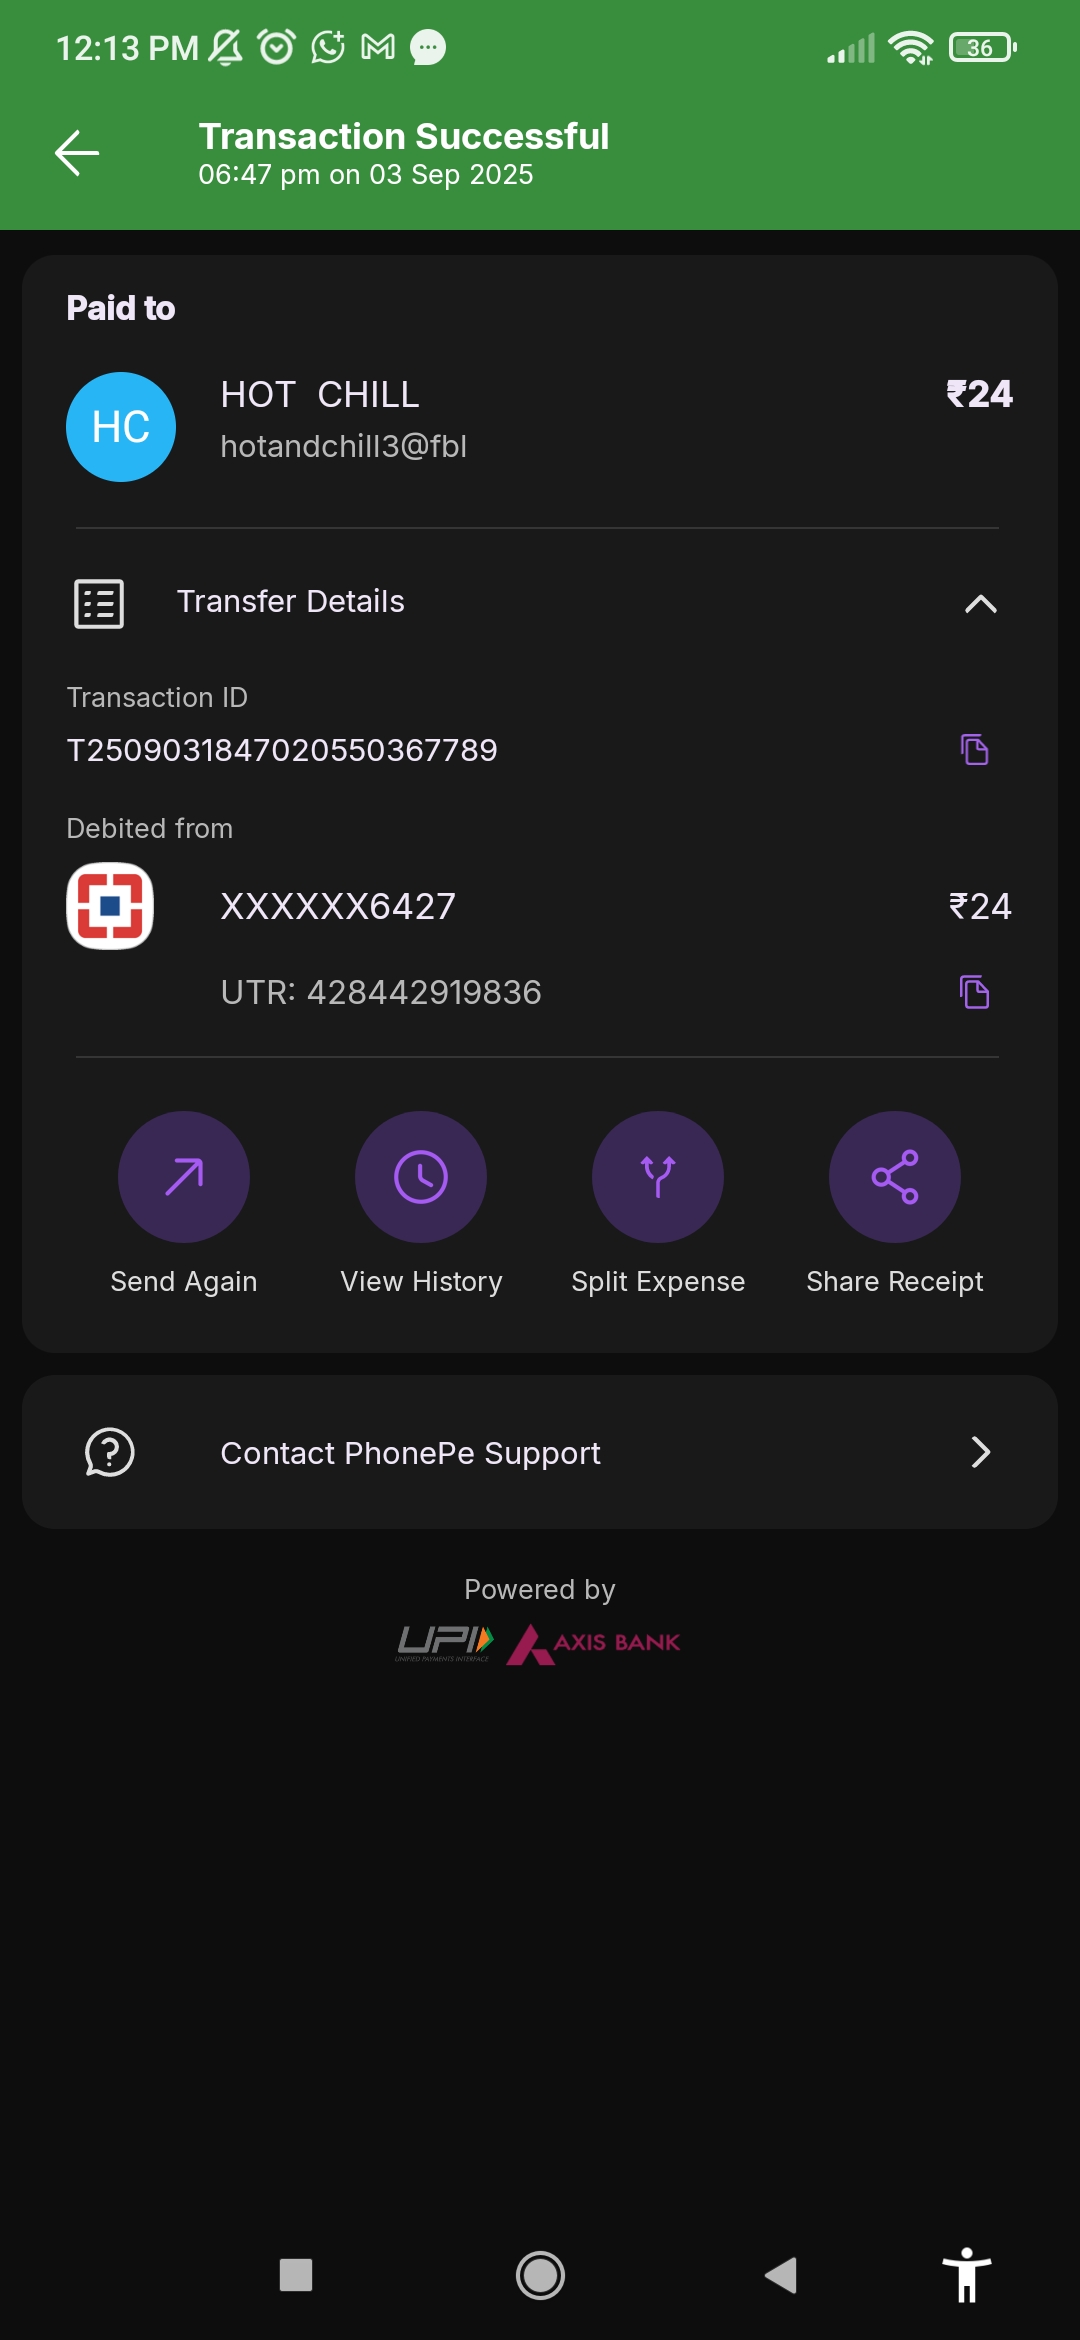 12:13 PM
36
Transaction Successful
06:47 pm on 03 Sep 2025
Paid to
HC
HOT  CHILL
₹24
hotandchill3@fbl
Transfer Details
Transaction ID
T2509031847020550367789
Debited from
XXXXXX6427
₹24
UTR: 428442919836
Send Again
View History
Split Expense
Share Receipt
Contact PhonePe Support
Powered by
UPI
UNIFIED PAYMENTS INTERFACE
AXIS BANK